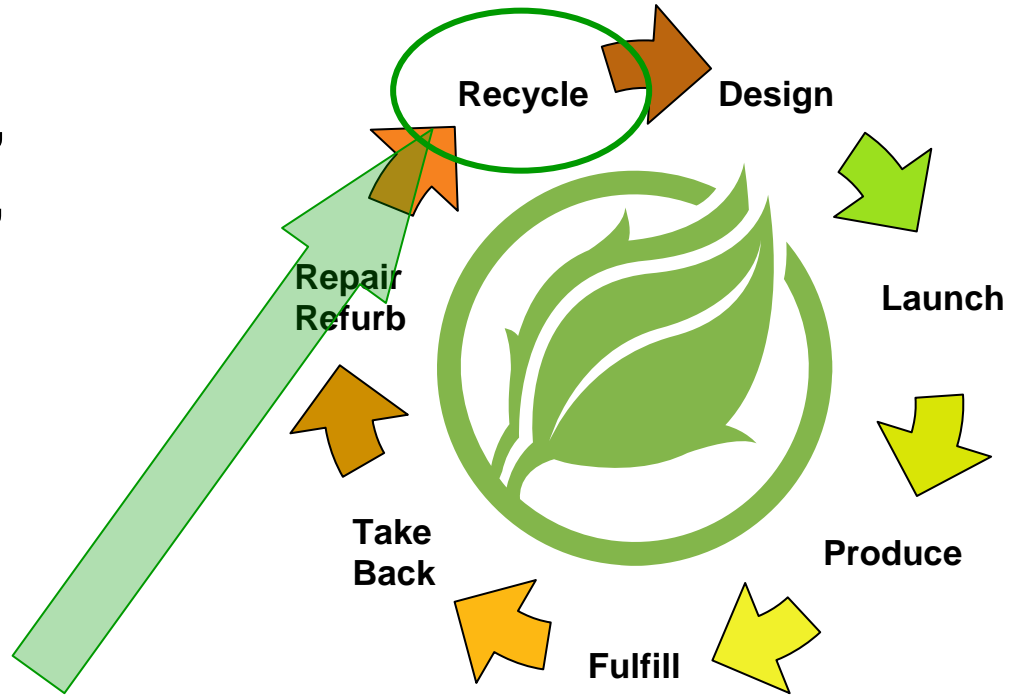 Recycle
Design
Launch
Produce
Fulfill
Take
Back
Repair
Refurb